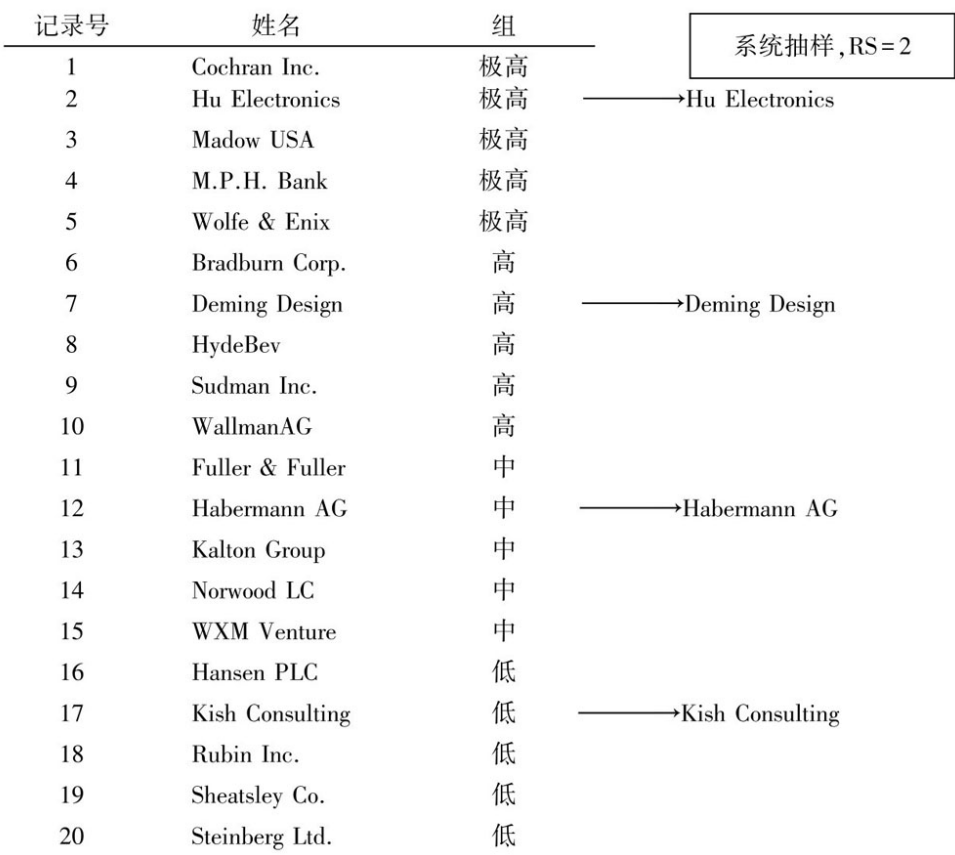 记录号 姓名 组
系统抽样,RS=2
1 Cochran Inc. 极高
2 Hu Electronics 极高 Hu Electronics
3 Madow USA 极高
4 M.P.H. Bank 极高
5 Wolfe & Enix 极高
6 Bradburn Corp. 高
7 Deming Design 高 Deming Design
8 HydeBev 高
9 Sudman Inc. 高
10 WallmanAG 高
11 Fuller & Fuller 中
12 Habermann AG 中 Habermann AG
13 Kalton Group 中
14 Norwood LC 中
15 WXM Venture 中
16 Hansen PLC 低
17 Kish Consulting 低 Kish Consulting
18 Rubin Inc. 低
19 Sheatsley Co. 低
20 Steinberg Ltd. 低